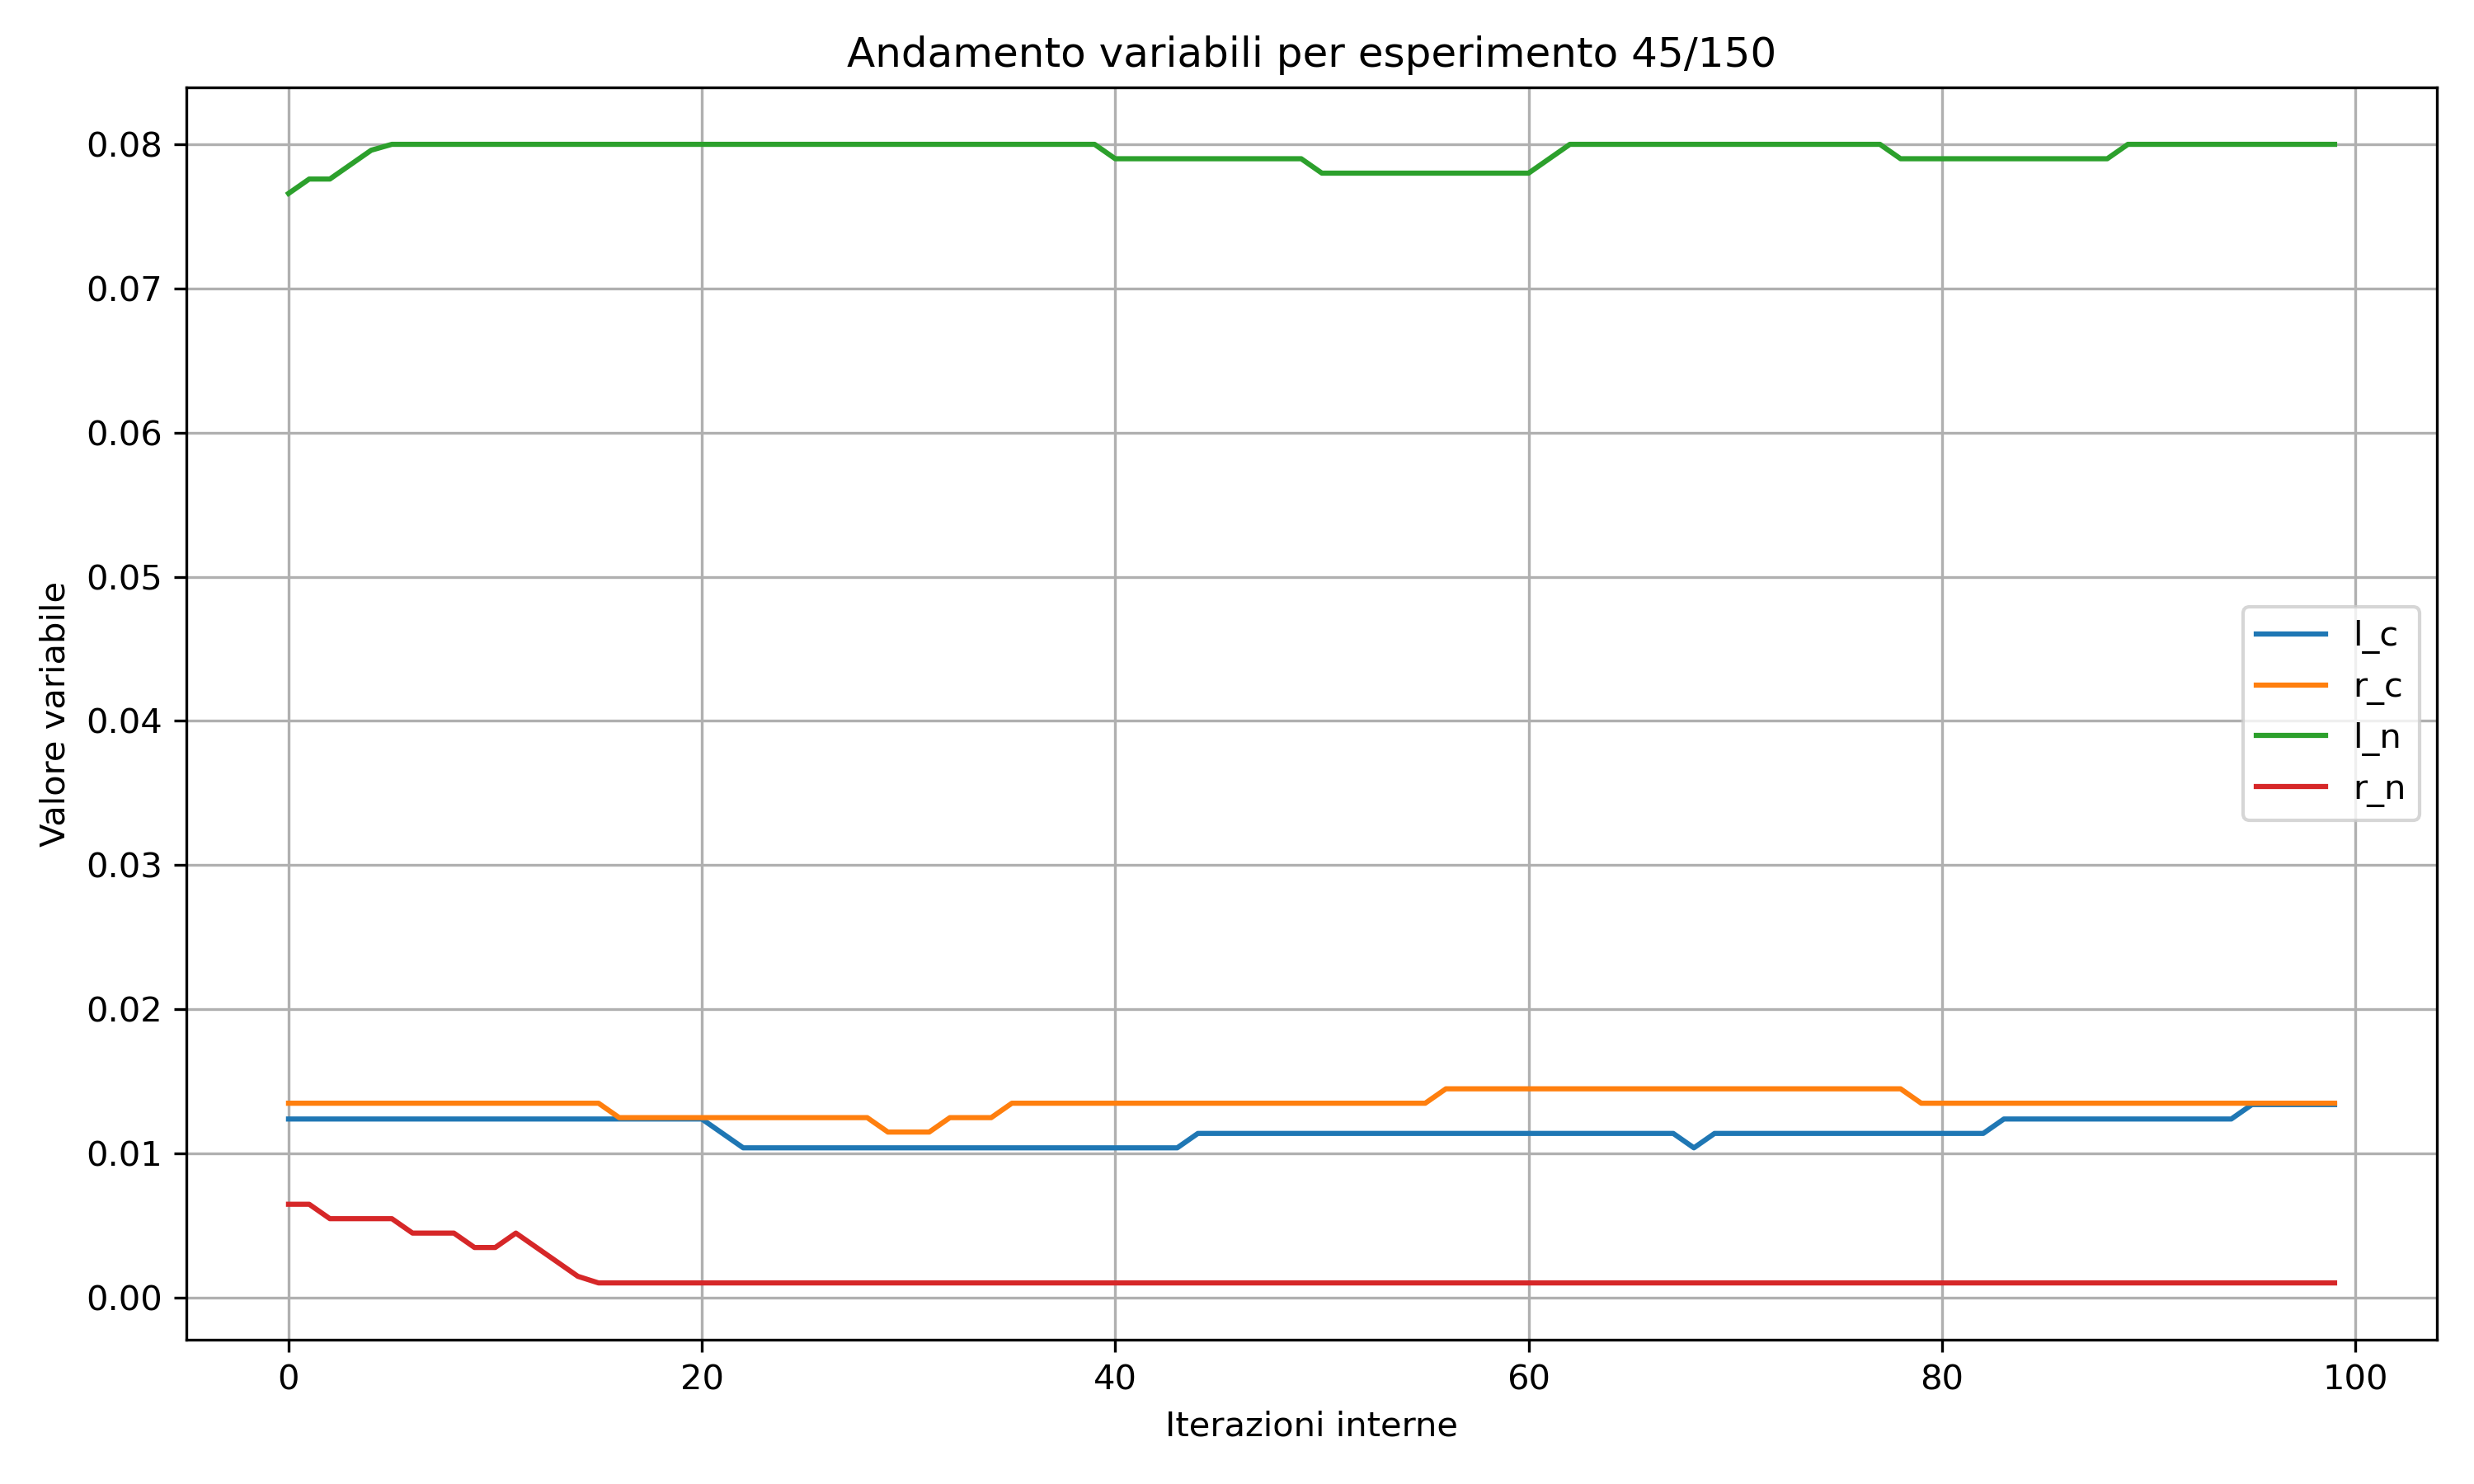 Andamento variabili per esperimento 45/150
Valore variabile
0.08
0.07
0.06
0.05
0.04
0.03
0.02
0.01
0.00
l_c
r_c
l_n
r_n
0 20 40 60 80 100
Iterazioni interne